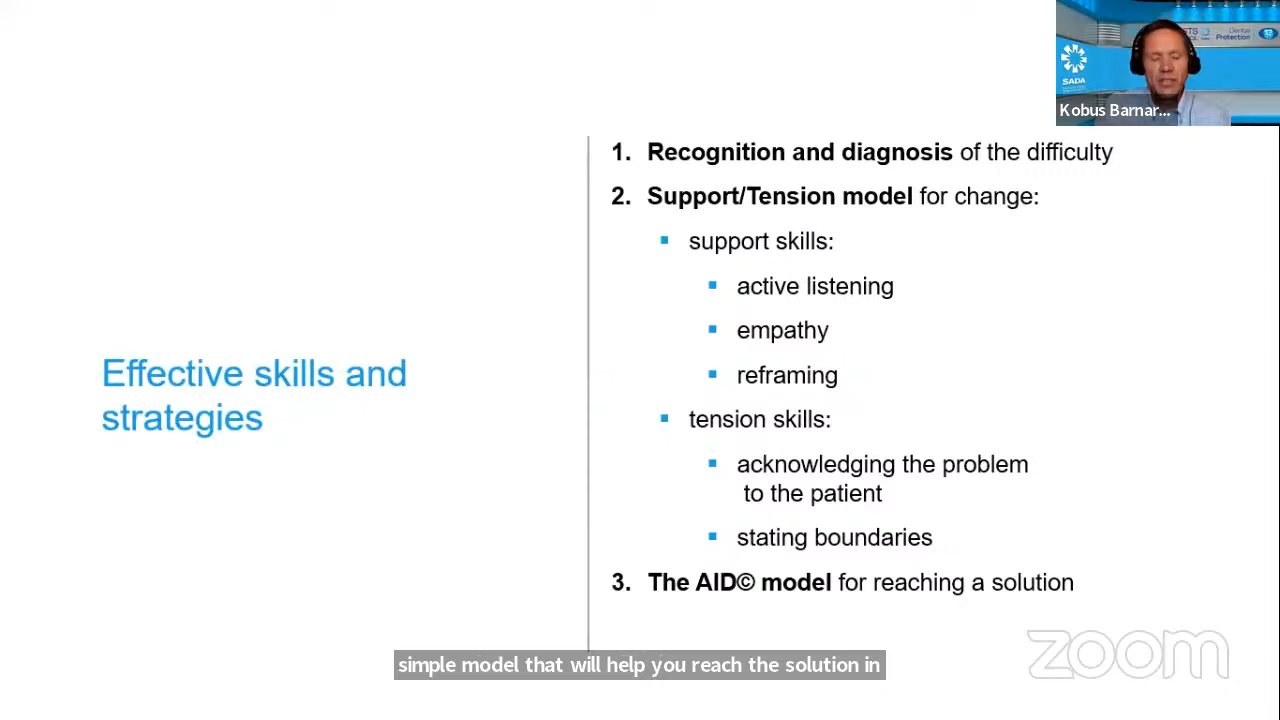 Dental
Protection
SADA
Kobus Barnar...
1. Recognition and diagnosis of the difficulty
2. Support/Tension model for change:
support skills:
active listening
empathy
reframing
tension skills:
acknowledging the problem
to the patient
stating boundaries
3. The AID© model for reaching a solution
Effective skills and
strategies
simple model that will help you reach the solution in
zoom